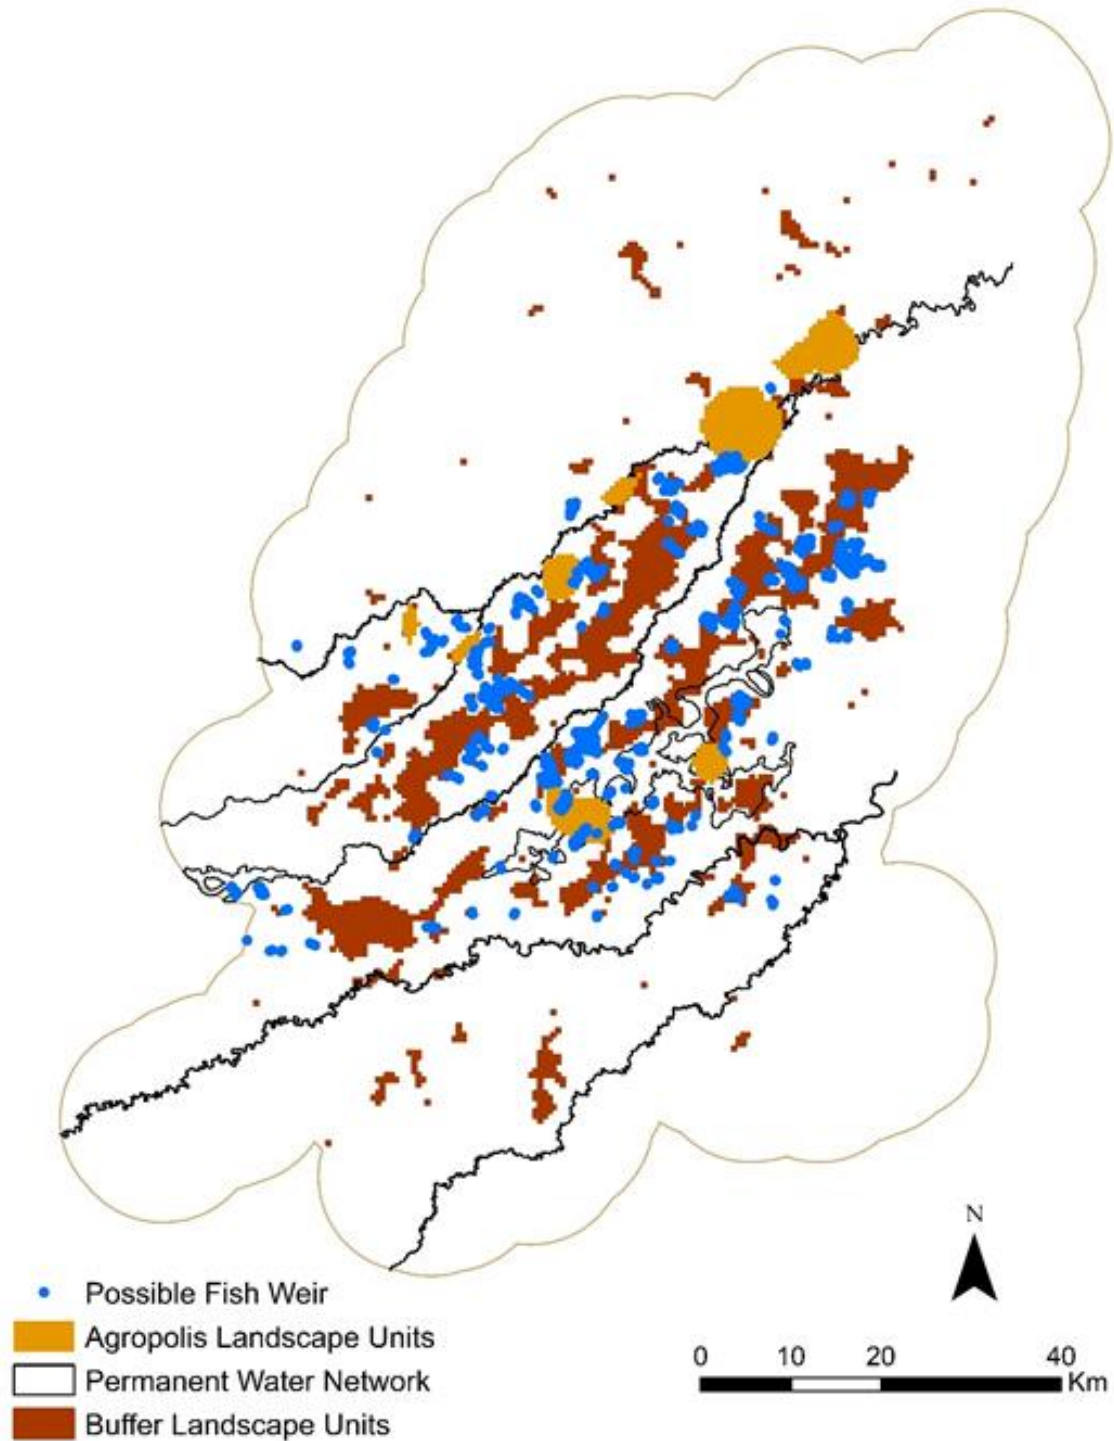 N
Possible Fish Weir
Agropolis Landscape Units
Permanent Water Network
Buffer Landscape Units
0 10 20 40
Km